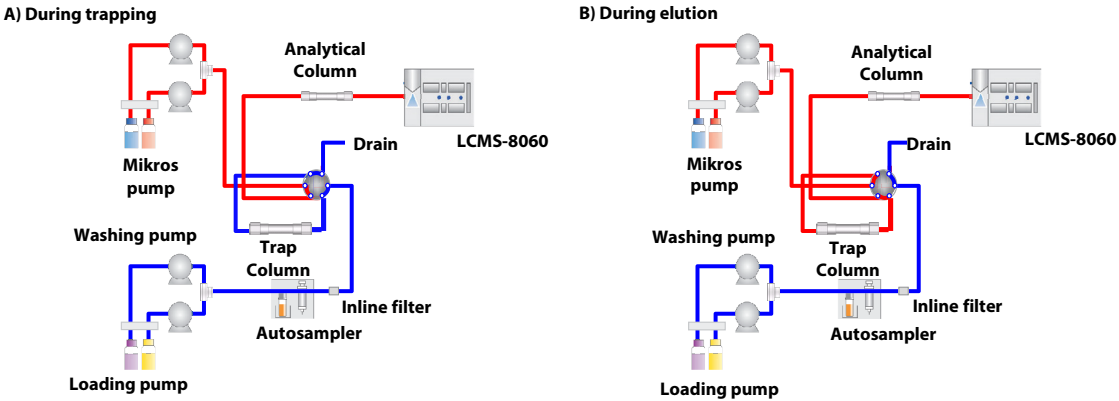 A) During trapping
Analytical
Column
LCMS-8060
Mikros
pump
Drain
Washing pump
Trap
Column
Inline filter
Autosampler
Loading pump
B) During elution
Analytical
Column
LCMS-8060
Mikros
pump
Drain
Washing pump
Trap
Column
Inline filter
Autosampler
Loading pump